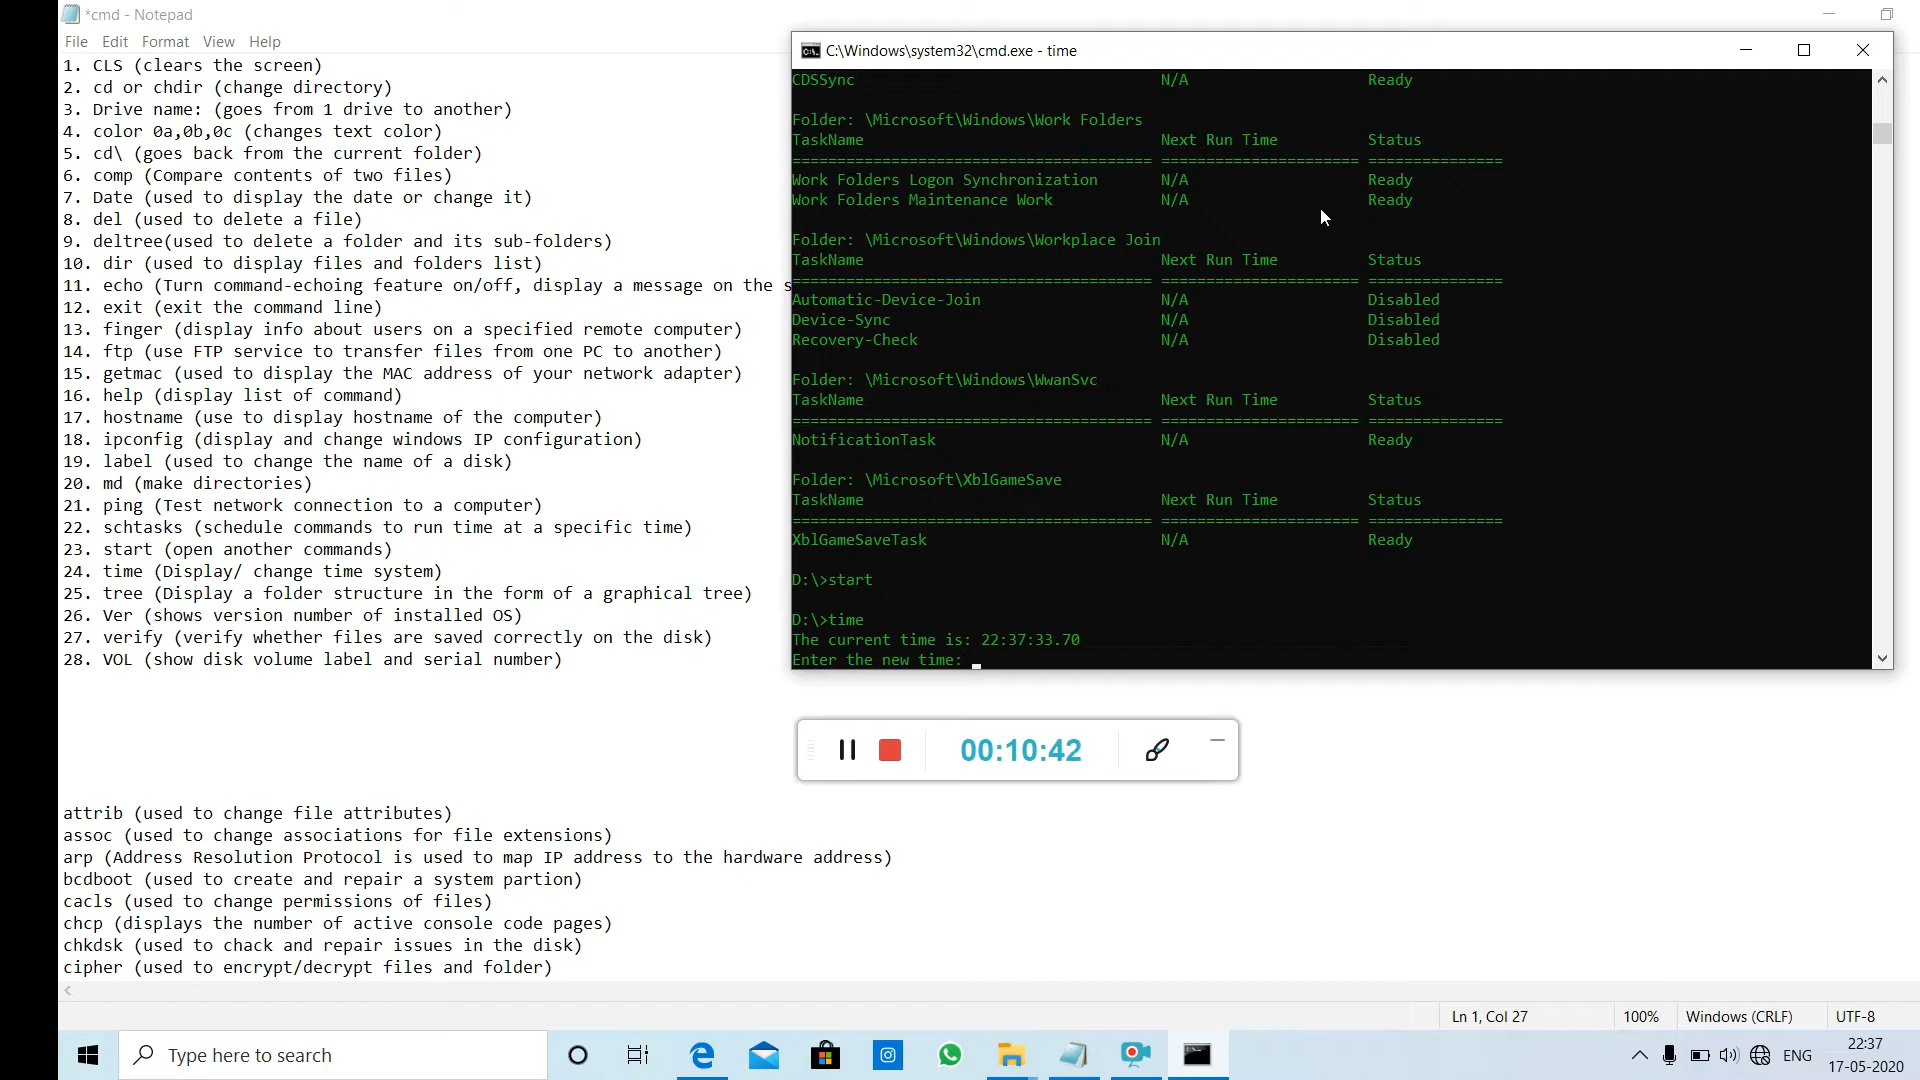 *cmd - Notepad
File Edit Format View Help
1. CLS (clears the screen)
2. cd or chdir (change directory)
3. Drive name: (goes from 1 drive to another)
4. color 0a,0b,0c (changes text color)
5. cd\ (goes back from the current folder)
6. comp (Compare contents of two files)
7. Date (used to display the date or change it)
8. del (used to delete a file)
9. deltree(used to delete a folder and its sub-folders)
10. dir (used to display files and folders list)
11. echo (Turn command-echoing feature on/off, display a message on the s
12. exit (exit the command line)
13. finger (display info about users on a specified remote computer)
14. ftp (use FTP service to transfer files from one PC to another)
15. getmac (used to display the MAC address of your network adapter)
16. help (display list of command)
17. hostname (use to display hostname of the computer)
18. ipconfig (display and change windows IP configuration)
19. label (used to change the name of a disk)
20. md (make directories)
21. ping (Test network connection to a computer)
22. schtasks (schedule commands to run time at a specific time)
23. start (open another commands)
24. time (Display/ change time system)
25. tree (Display a folder structure in the form of a graphical tree)
26. Ver (shows version number of installed OS)
27. verify (verify whether files are saved correctly on the disk)
28. VOL (show disk volume label and serial number)
attrib (used to change file attributes)
assoc (used to change associations for file extensions)
arp (Address Resolution Protocol is used to map IP address to the hardware address)
bcdboot (used to create and repair a system partion)
cacls (used to change permissions of files)
chcp (displays the number of active console code pages)
chkdsk (used to chack and repair issues in the disk)
cipher (used to encrypt/decrypt files and folder)
C:\Windows\system32\cmd.exe - time
CDSSync N/A Ready
Folder: \Microsoft\Windows\Work Folders
TaskName Next Run Time Status
======================================== ====================== ===============
Work Folders Logon Synchronization N/A Ready
Work Folders Maintenance Work N/A Ready
Folder: \Microsoft\Windows\Workplace Join
TaskName Next Run Time Status
======================================== ====================== ===============
Automatic-Device-Join N/A Disabled
Device-Sync N/A Disabled
Recovery-Check N/A Disabled
Folder: \Microsoft\Windows\WwanSvc
TaskName Next Run Time Status
======================================== ====================== ===============
NotificationTask N/A Ready
Folder: \Microsoft\XblGameSave
TaskName Next Run Time Status
======================================== ====================== ===============
XblGameSaveTask N/A Ready
D:\>start
D:\>time
The current time is: 22:37:33.70
Enter the new time:
00:10:42
Ln 1, Col 27 100% Windows (CRLF) UTF-8
Type here to search
ENG
22:37
17-05-2020